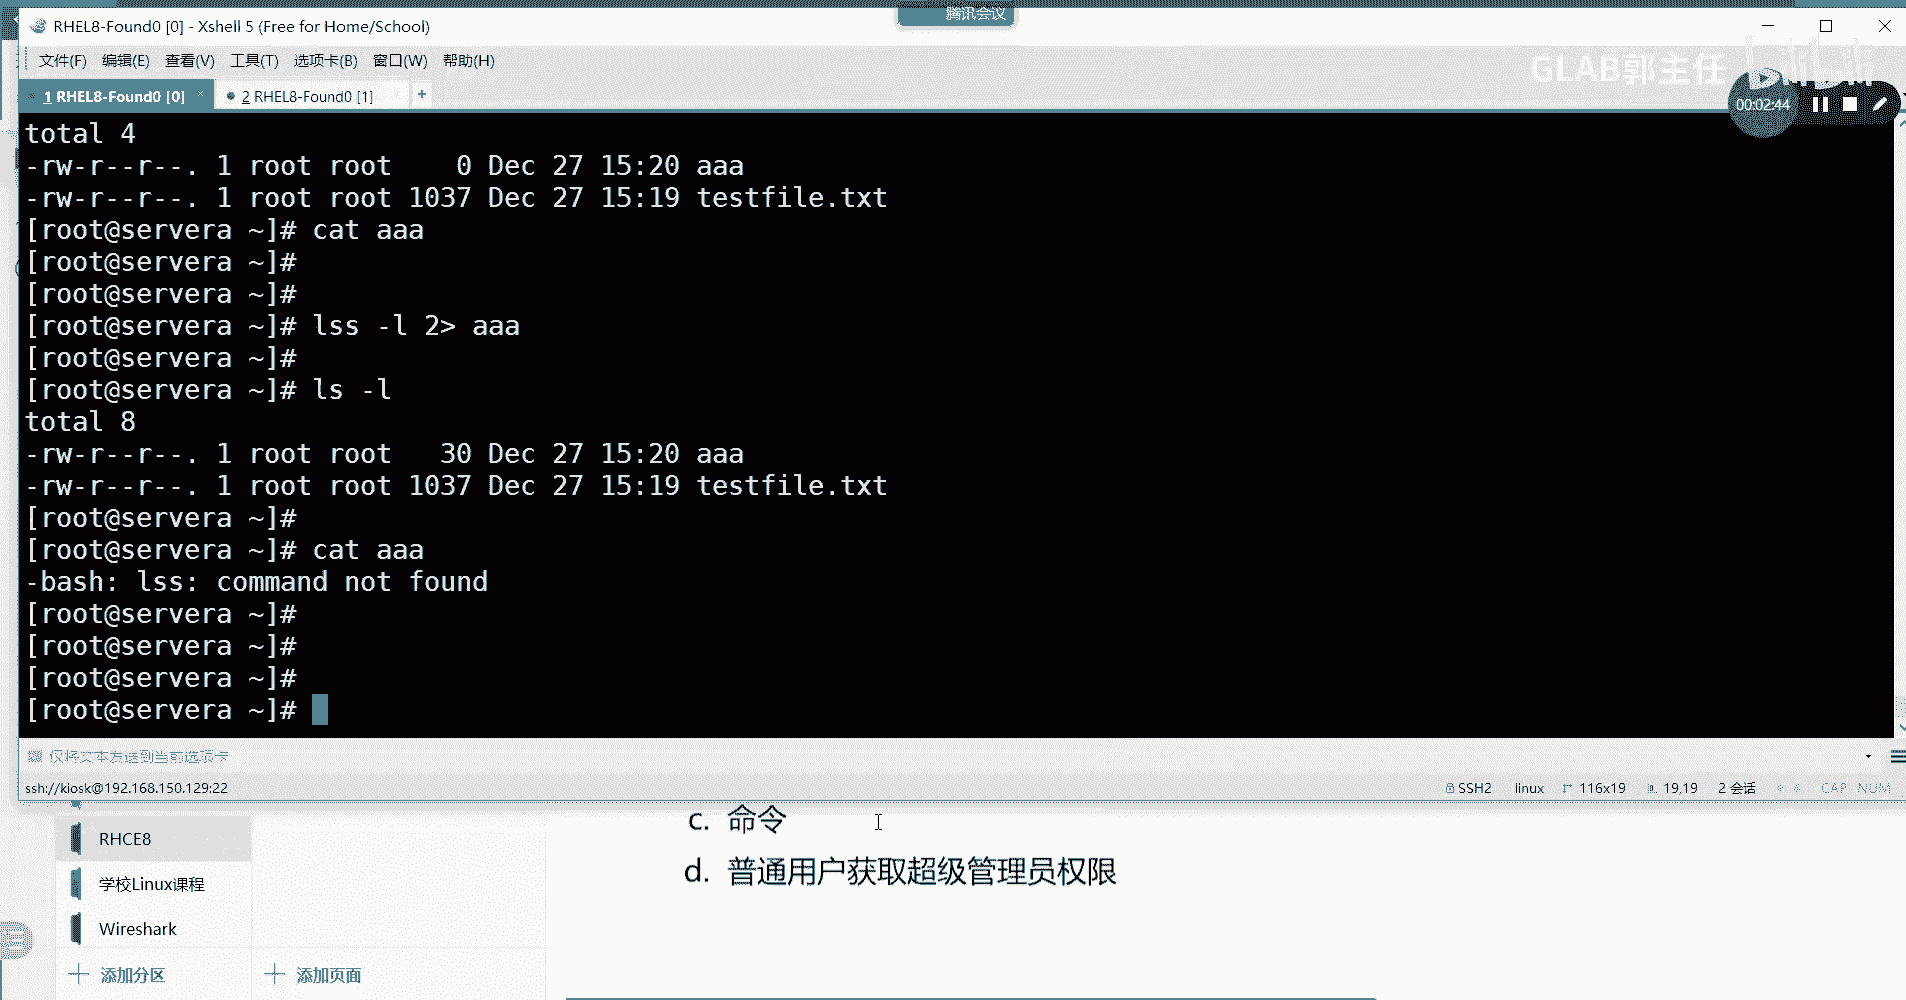 腾讯会议
RHEL8-Found0 [0] - Xshell 5 (Free for Home/School)
文件(F) 编辑(E) 查看(V) 工具(T) 选项卡(B) 窗口(W) 帮助(H)
GLAB郭主任 bilibili
1 RHEL8-Found0 [0] × 2 RHEL8-Found0 [1] × +
00:02:44
total 4
-rw-r--r--. 1 root root    0 Dec 27 15:20 aaa
-rw-r--r--. 1 root root 1037 Dec 27 15:19 testfile.txt
[root@servera ~]# cat aaa
[root@servera ~]#
[root@servera ~]#
[root@servera ~]# lss -l 2> aaa
[root@servera ~]#
[root@servera ~]# ls -l
total 8
-rw-r--r--. 1 root root   30 Dec 27 15:20 aaa
-rw-r--r--. 1 root root 1037 Dec 27 15:19 testfile.txt
[root@servera ~]#
[root@servera ~]# cat aaa
-bash: lss: command not found
[root@servera ~]#
[root@servera ~]#
[root@servera ~]#
[root@servera ~]#
仅将文本发送到当前选项卡
ssh://kiosk@192.168.150.129:22 SSH2 linux 116x19 19,19 2 会话 CAP NUM
c. 命令
RHCE8
d. 普通用户获取超级管理员权限
学校Linux课程
Wireshark
添加分区 添加页面